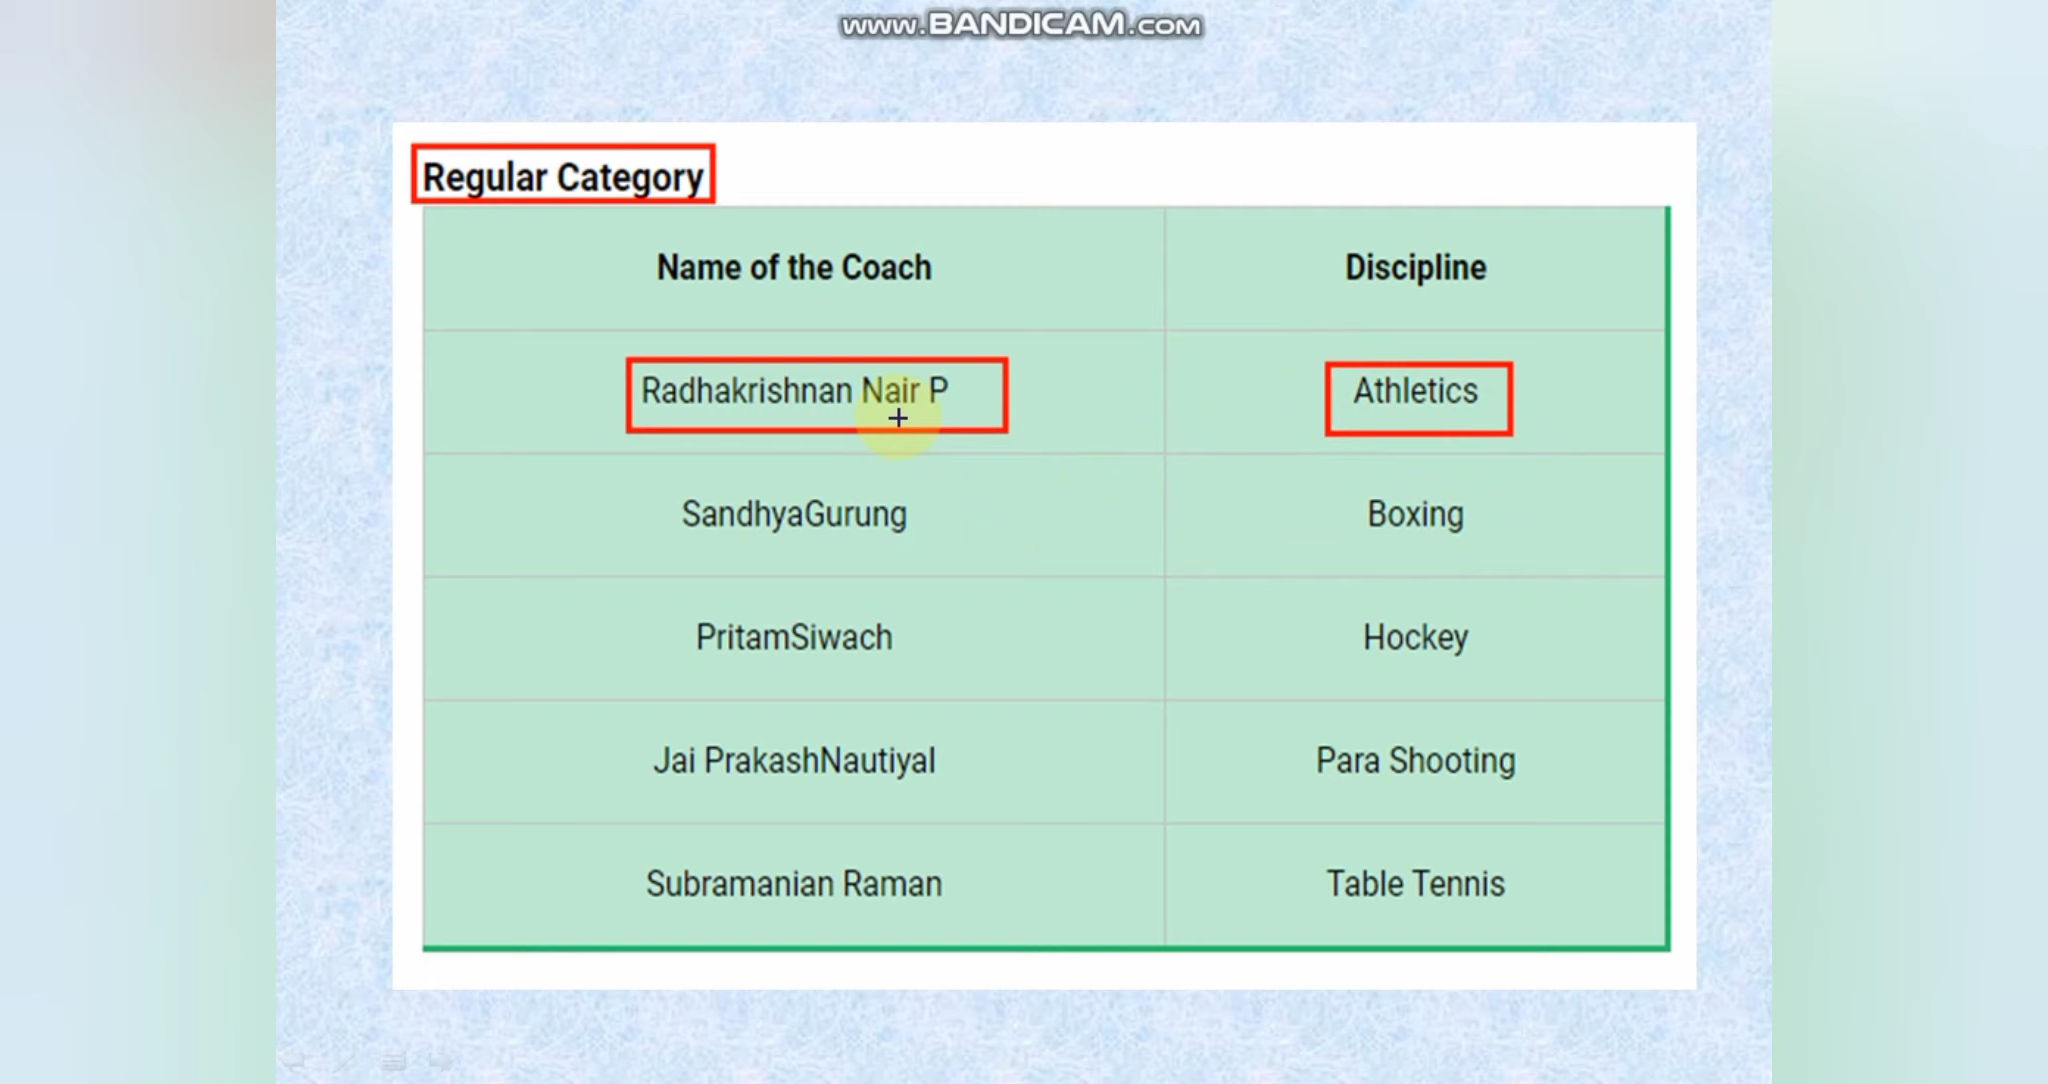 www.BANDICAM.com
Regular Category
Name of the Coach Discipline
Radhakrishnan Nair P Athletics
SandhyaGurung Boxing
PritamSiwach Hockey
Jai PrakashNautiyal Para Shooting
Subramanian Raman Table Tennis